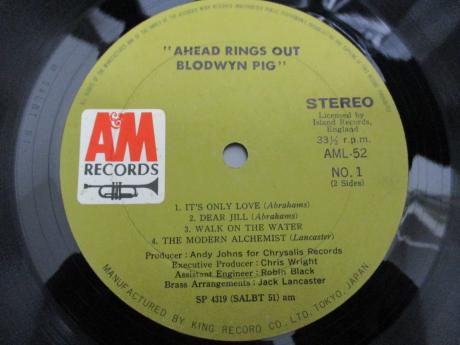 "AHEAD RINGS OUT
BLODWYN PIG"
STEREO
Licensed by
Island Records,
England
33⅓ r.p.m.
AML-52
NO. 1
(2 Sides)
A&M
RECORDS
1. IT'S ONLY LOVE (Abrahams)
2. DEAR JILL (Abrahams)
3. WALK ON THE WATER
4. THE MODERN ALCHEMIST (Lancaster)
Producer : Andy Johns for Chrysalis Records
Executive Producer : Chris Wright
Assistant Engineer : Robin Black
Brass Arrangements : Jack Lancaster
SP 4319 (SALBT 51) am
MANUFACTURED BY KING RECORD CO., LTD. TOKYO, JAPAN.